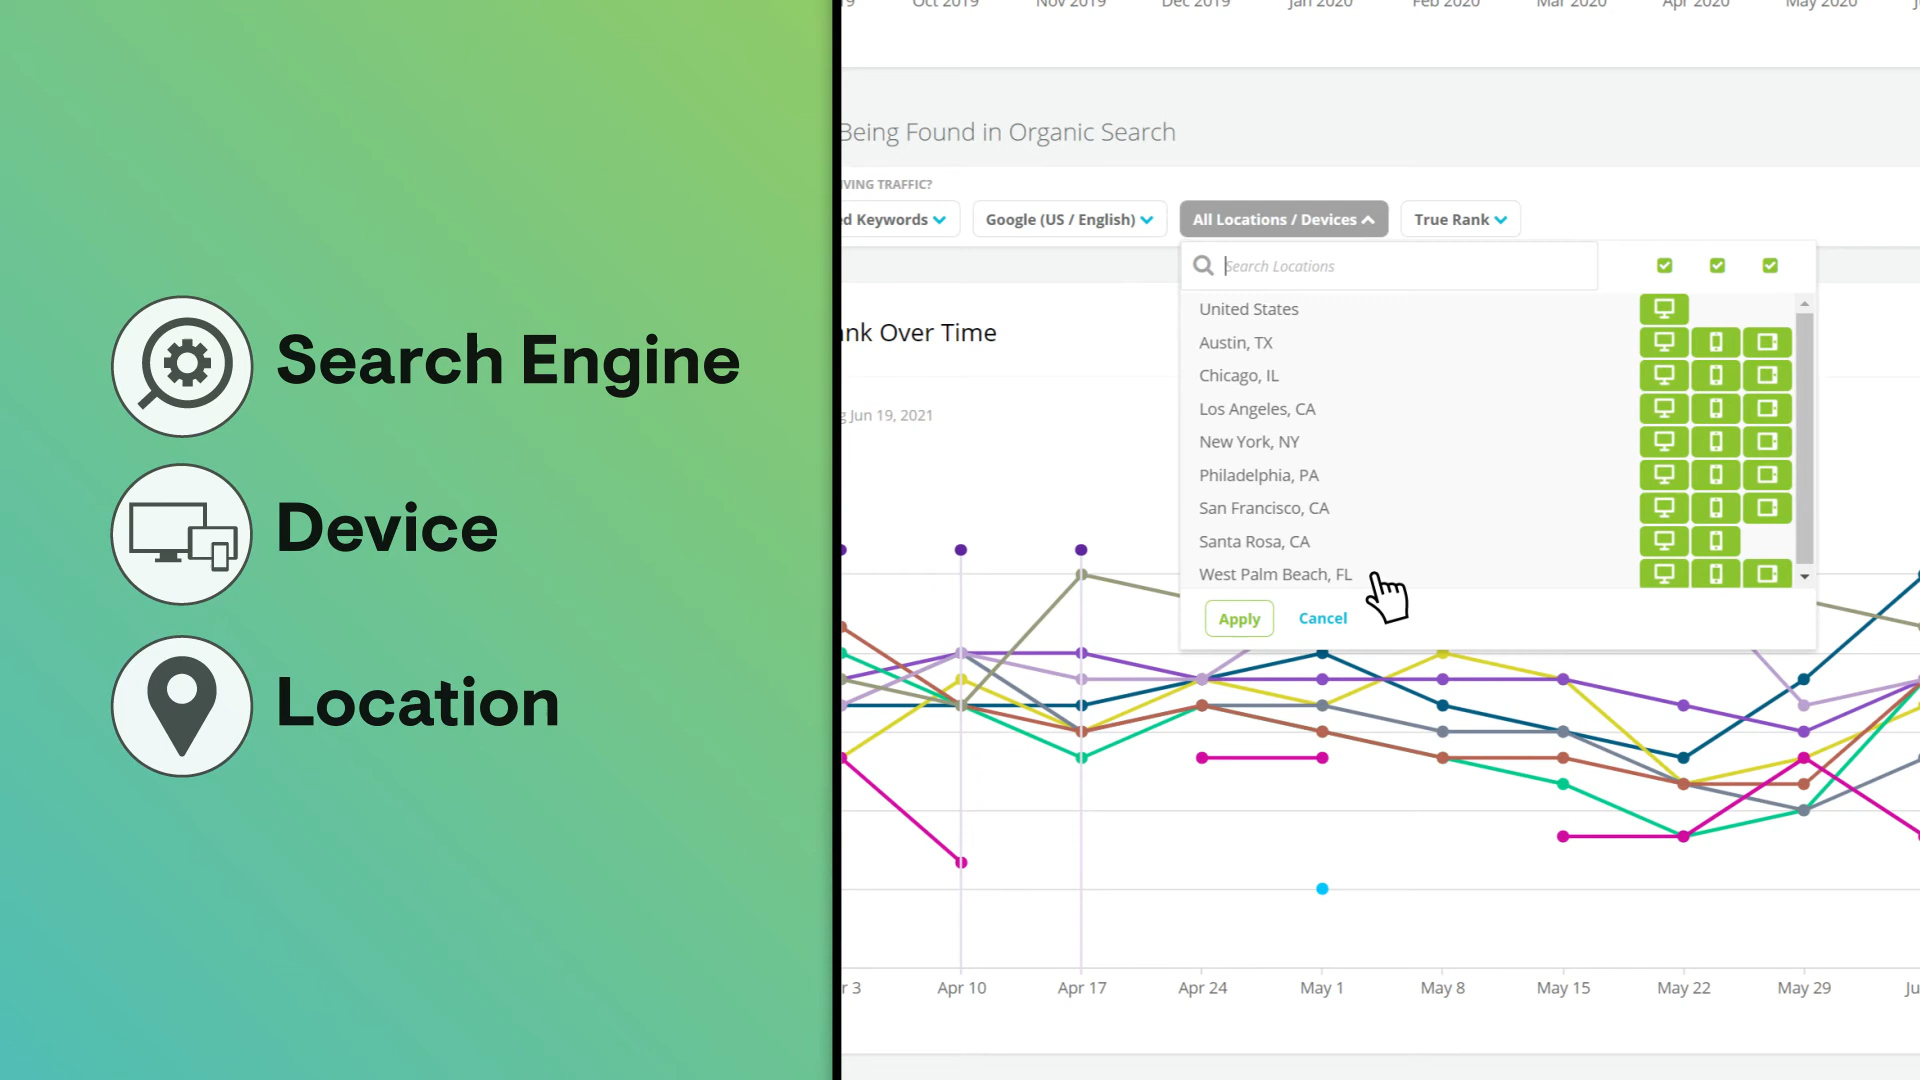 Search Engine
Device
Location
Oct 2019
Nov 2019
Dec 2019
Jan 2020
Feb 2020
Mar 2020
Apr 2020
May 2020
Being Found in Organic Search
VING TRAFFIC?
d Keywords
Google (US / English)
All Locations / Devices
True Rank
Search Locations
United States
Austin, TX
Chicago, IL
Los Angeles, CA
New York, NY
Philadelphia, PA
San Francisco, CA
Santa Rosa, CA
West Palm Beach, FL
Apply
Cancel
nk Over Time
g Jun 19, 2021
r 3
Apr 10
Apr 17
Apr 24
May 1
May 8
May 15
May 22
May 29
Ju